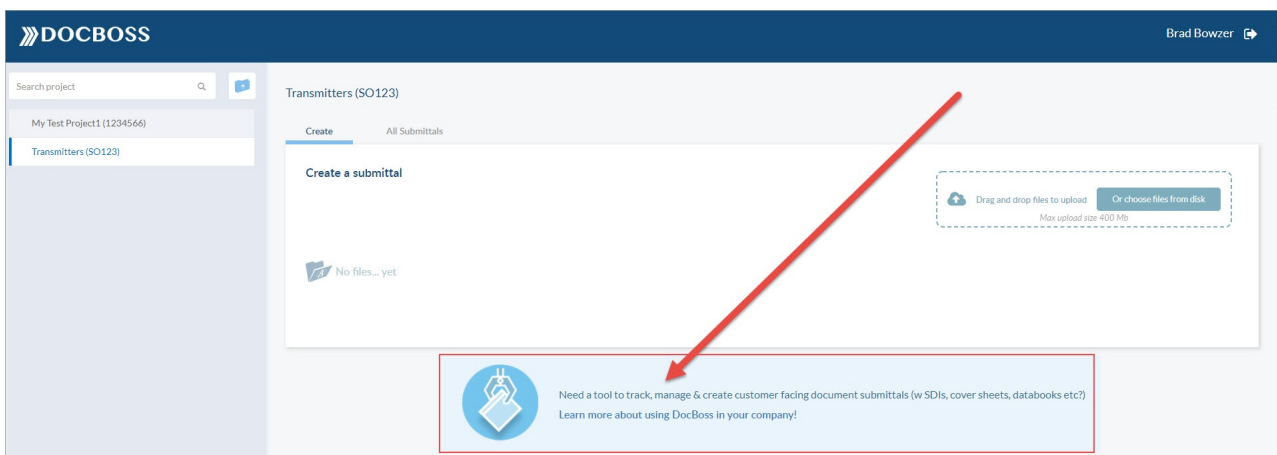 DOCBOSS
Brad Bowzer
Search project
My Test Project1 (1234566)
Transmitters (SO123)
Transmitters (SO123)
Create
All Submittals
Create a submittal
Drag and drop files to upload
Or choose files from disk
Max upload size 400 Mb
No files... yet
Need a tool to track, manage & create customer facing document submittals (w SDIs, cover sheets, databooks etc?)
Learn more about using DocBoss in your company!